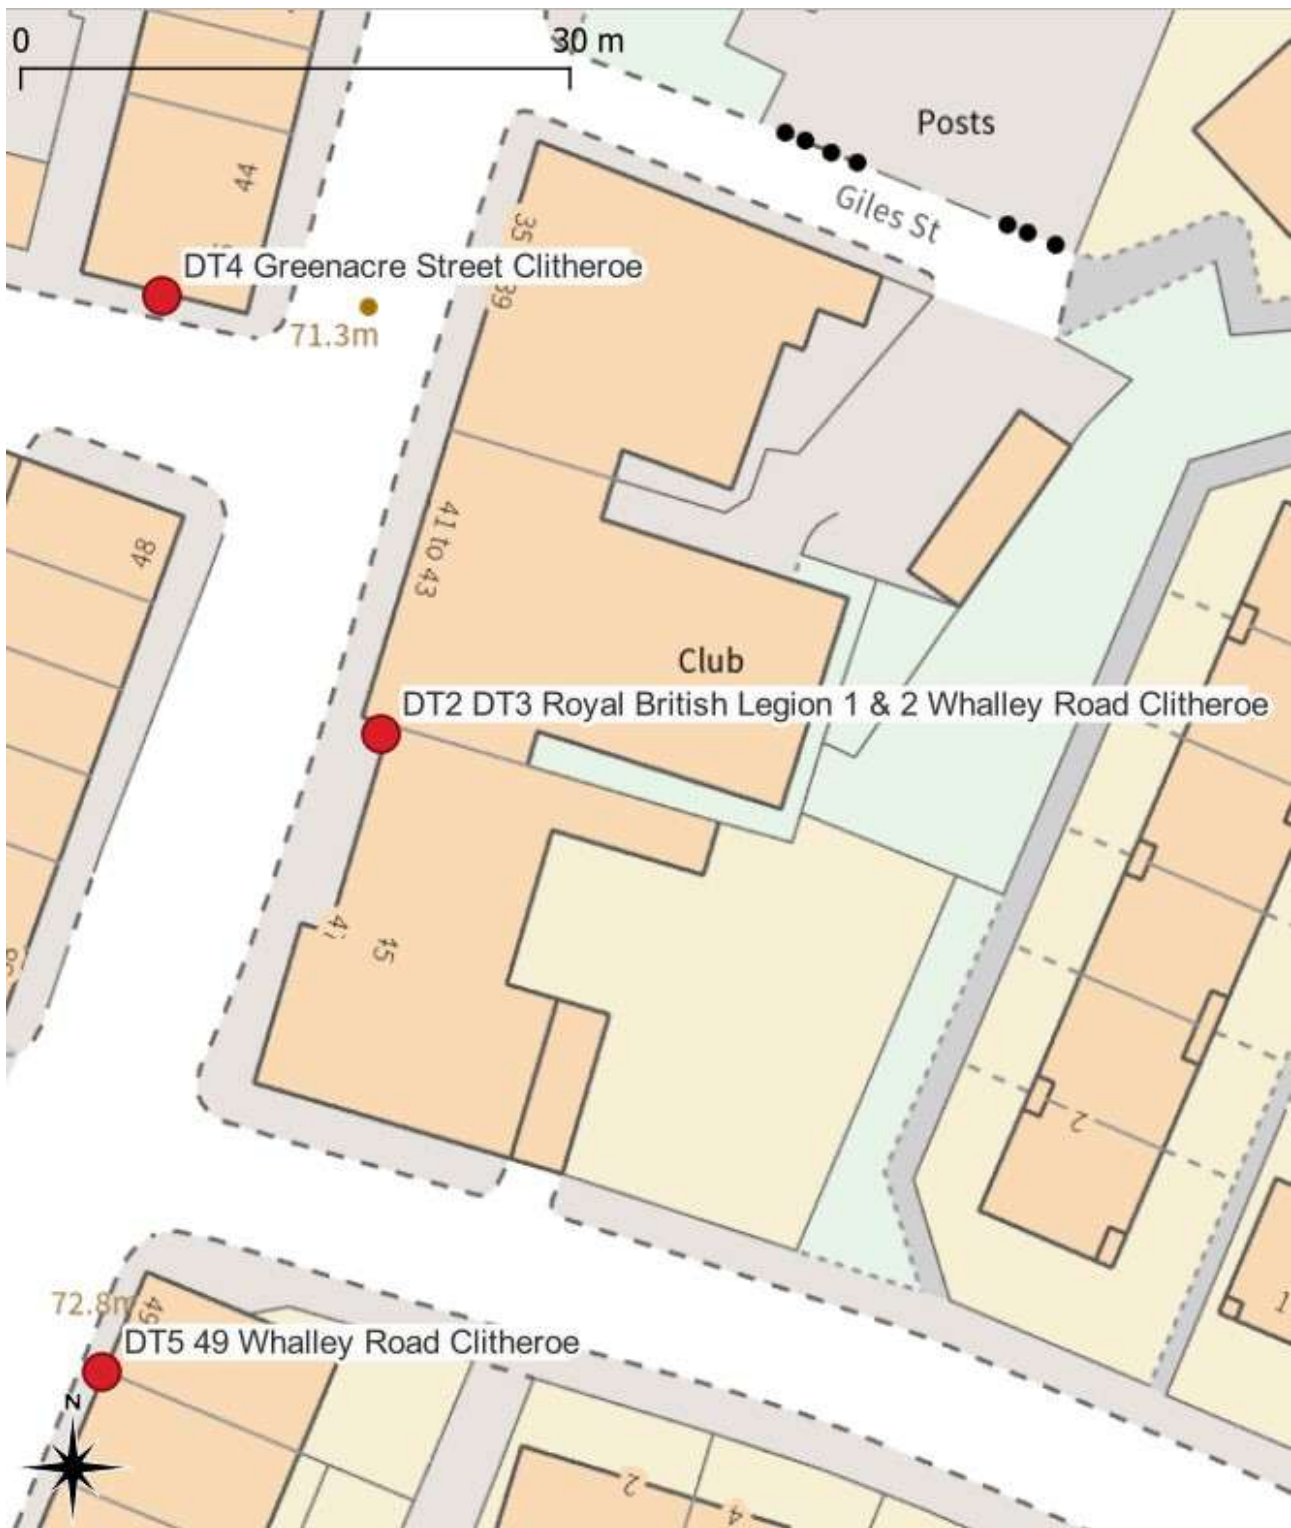 0 30 m
Posts
44
Giles St
35
39
DT4 Greenacre Street Clitheroe
71.3m
48
41 to 43
Club
DT2 DT3 Royal British Legion 1 & 2 Whalley Road Clitheroe
45
2
1
72.8m
49
DT5 49 Whalley Road Clitheroe
N
2
4